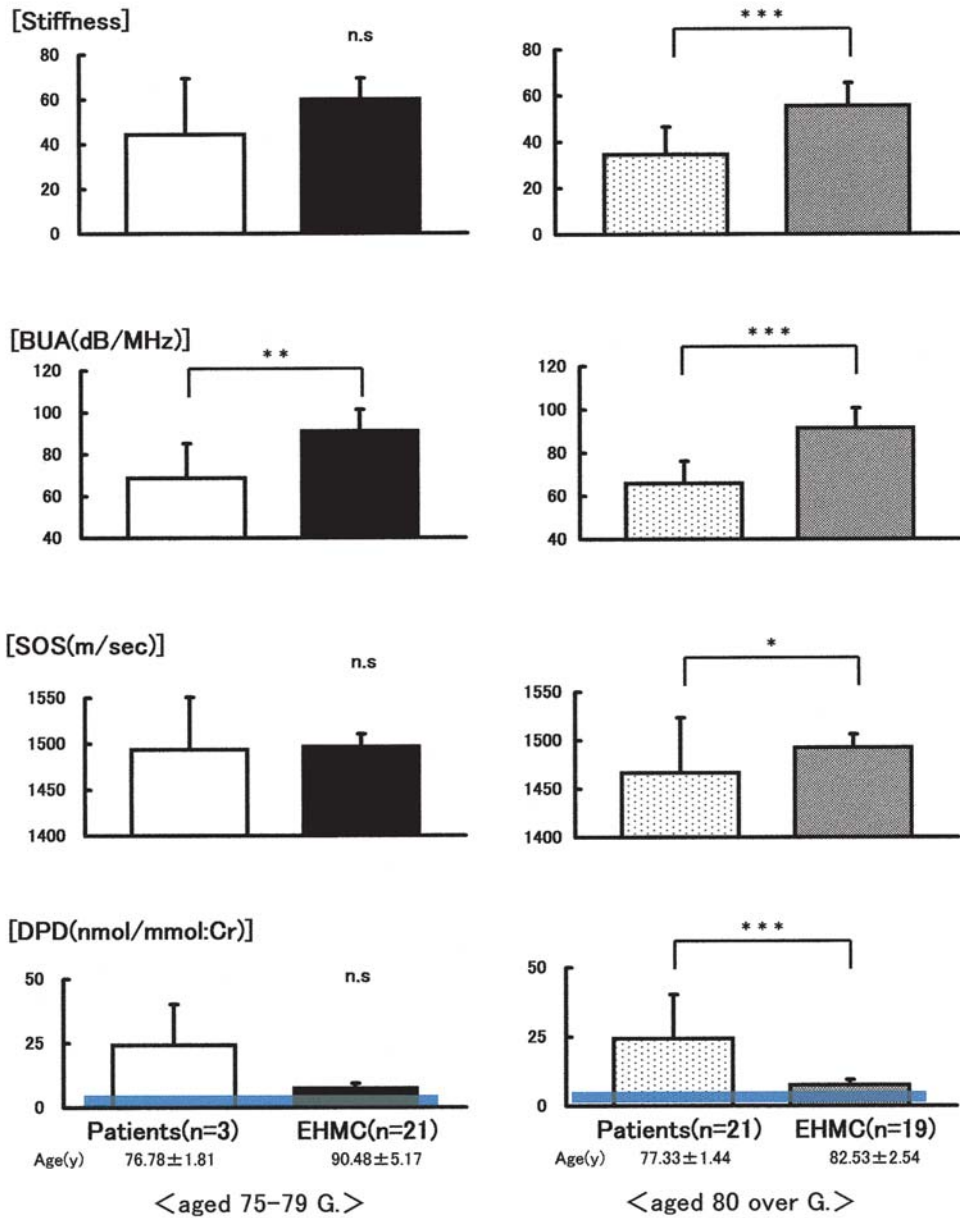 [Stiffness]
n.s
* * *
80
60
40
20
0
80
60
40
20
0
[BUA(dB/MHz)]
* *
* * *
120
100
80
60
40
120
100
80
60
40
[SOS(m/sec)]
n.s
*
1550
1500
1450
1400
1550
1500
1450
1400
[DPD(nmol/mmol:Cr)]
n.s
* * *
50
25
0
50
25
0
Patients(n=3) EHMC(n=21) Patients(n=21) EHMC(n=19)
Age(y) 76.78±1.81 90.48±5.17 Age(y) 77.33±1.44 82.53±2.54
<aged 75-79 G.> <aged 80 over G.>